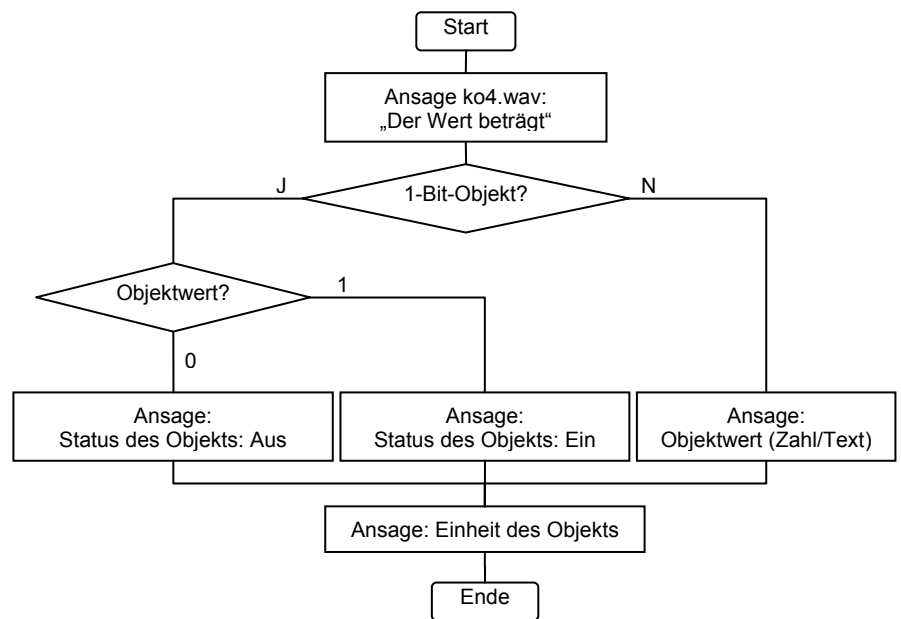 Start
Ansage ko4.wav:
„Der Wert beträgt“
J
1-Bit-Objekt?
N
Objektwert?
1
0
Ansage:
Status des Objekts: Aus
Ansage:
Status des Objekts: Ein
Ansage:
Objektwert (Zahl/Text)
Ansage: Einheit des Objekts
Ende